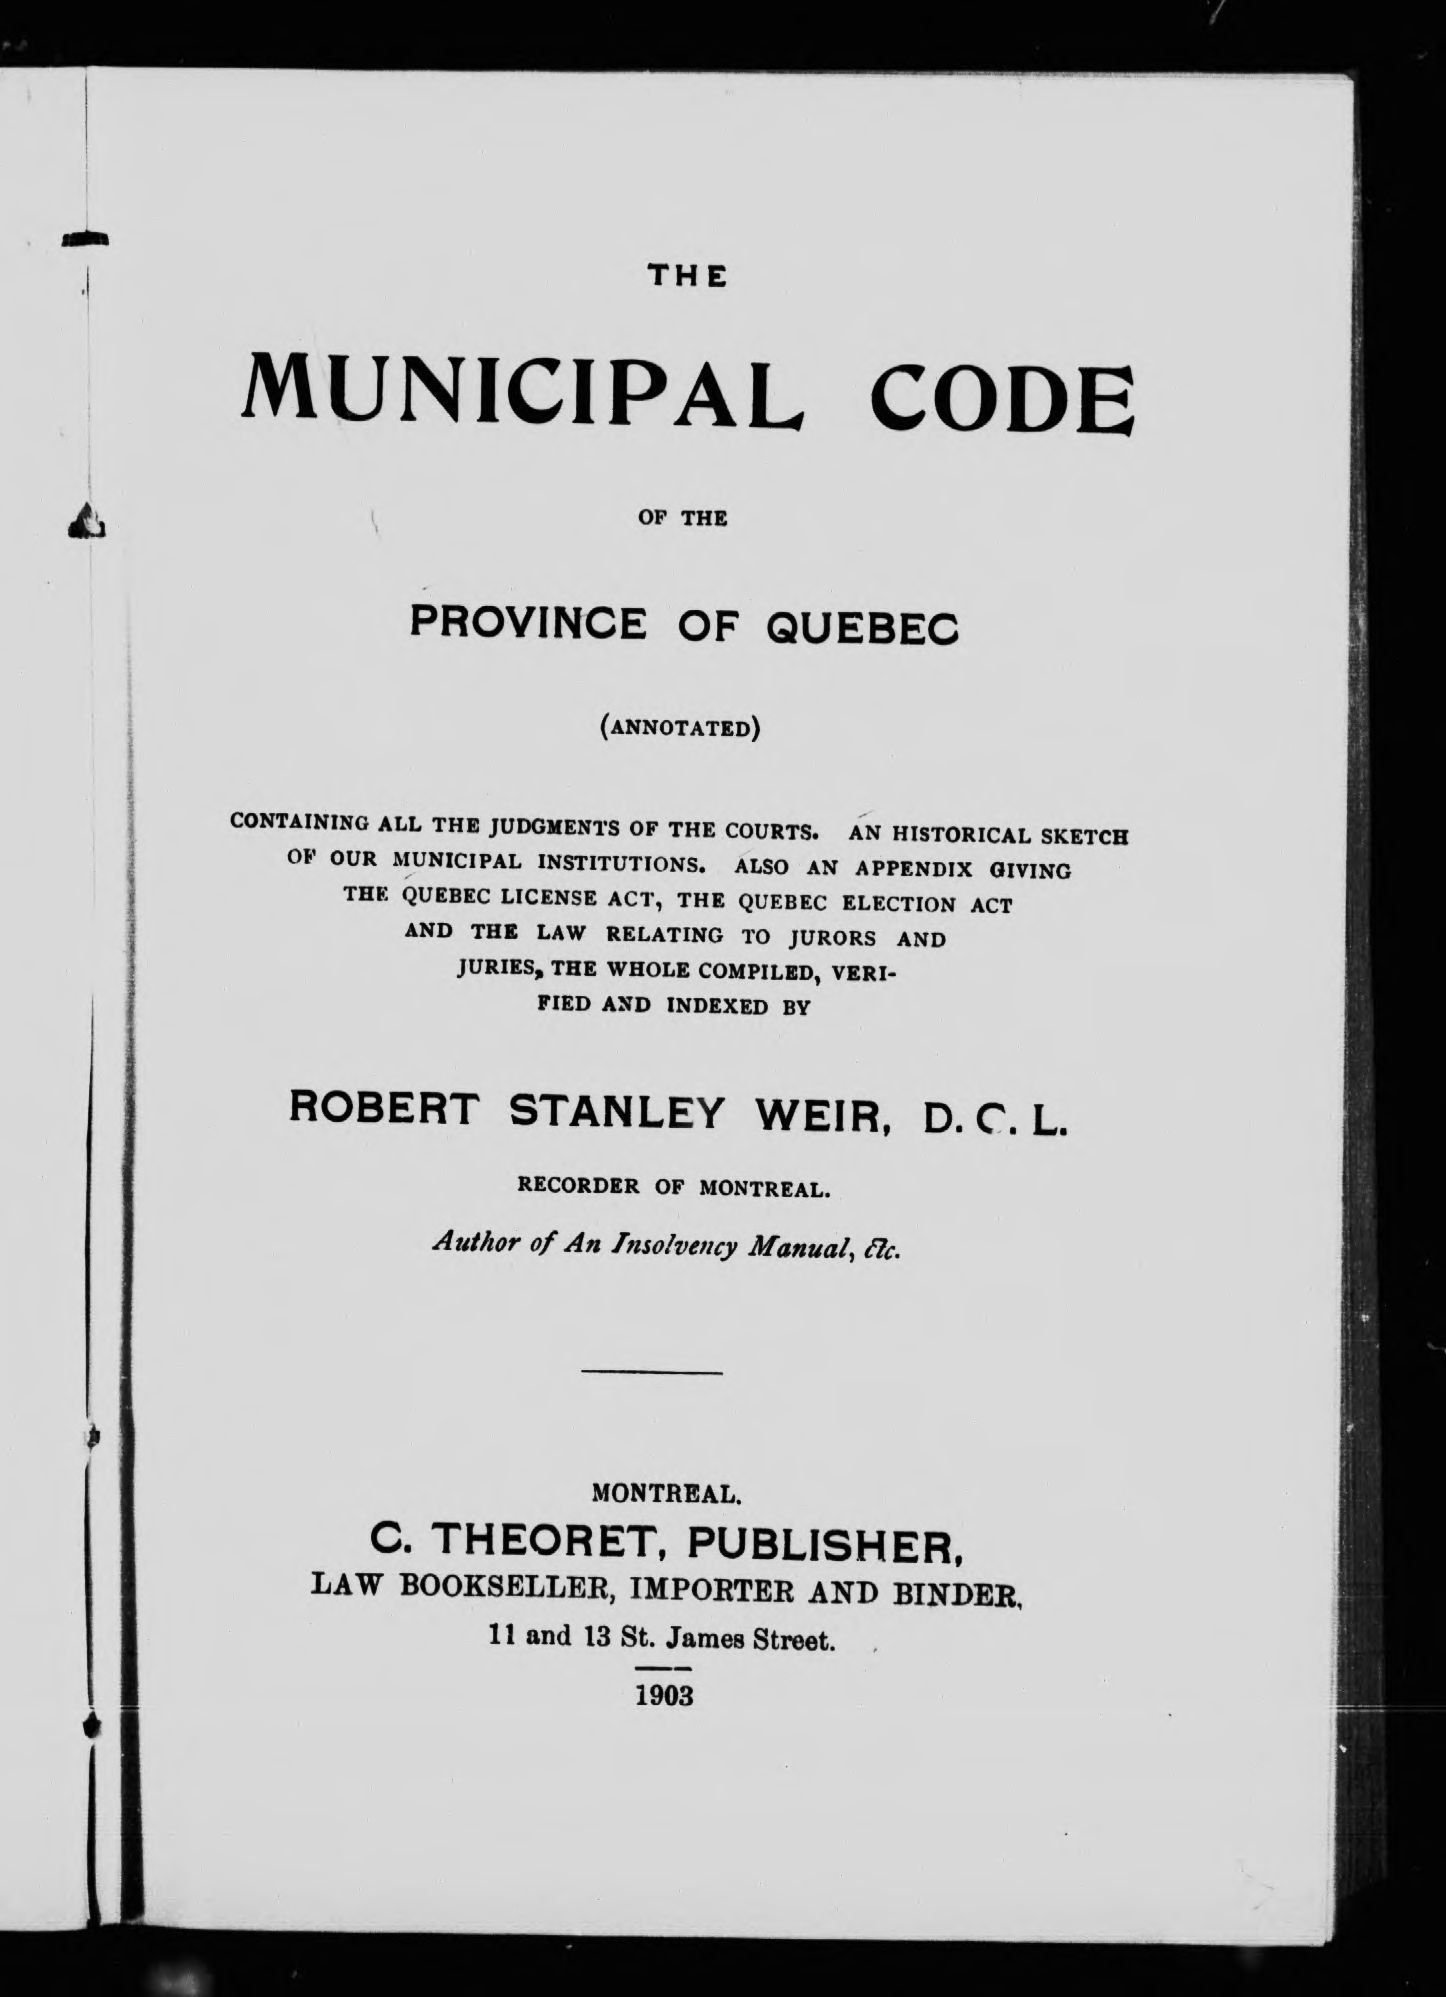 THE
MUNICIPAL CODE
OF THE
PROVINCE OF QUEBEC
(ANNOTATED)
CONTAINING ALL THE JUDGMENTS OF THE COURTS. AN HISTORICAL SKETCH
OF OUR MUNICIPAL INSTITUTIONS. ALSO AN APPENDIX GIVING
THE QUEBEC LICENSE ACT, THE QUEBEC ELECTION ACT
AND THE LAW RELATING TO JURORS AND
JURIES, THE WHOLE COMPILED, VERI-
FIED AND INDEXED BY
ROBERT STANLEY WEIR, D. C. L.
RECORDER OF MONTREAL.
Author of An Insolvency Manual, &c.
MONTREAL.
C. THEORET, PUBLISHER,
LAW BOOKSELLER, IMPORTER AND BINDER,
11 and 13 St. James Street.
1903